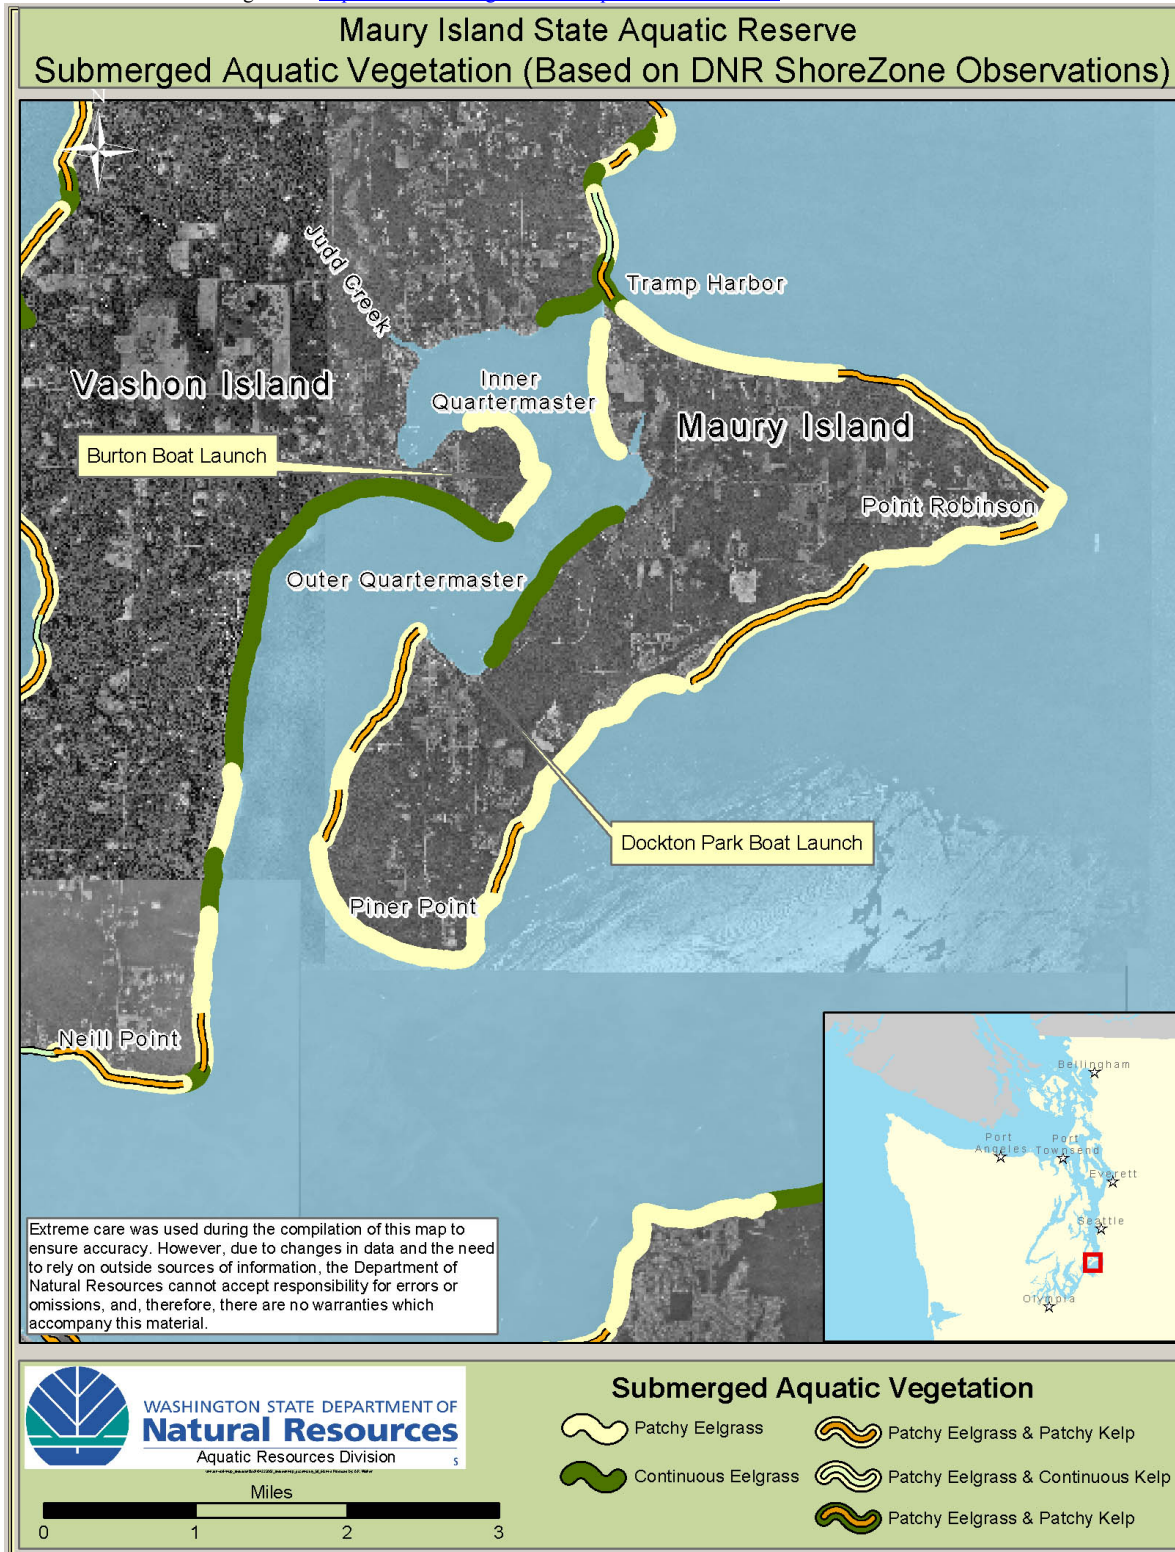 Maury Island State Aquatic Reserve
Submerged Aquatic Vegetation (Based on DNR ShoreZone Observations)
N
Judd Creek
Tramp Harbor
Vashon Island
Inner
Quartermaster
Maury Island
Burton Boat Launch
Point Robinson
Outer Quartermaster
Dockton Park Boat Launch
Piner Point
Neill Point
Bellingham
Port
Angeles
Port
Townsend
Everett
Seattle
Olympia
Extreme care was used during the compilation of this map to
ensure accuracy. However, due to changes in data and the need
to rely on outside sources of information, the Department of
Natural Resources cannot accept responsibility for errors or
omissions, and, therefore, there are no warranties which
accompany this material.
WASHINGTON STATE DEPARTMENT OF
Natural Resources
Aquatic Resources Division
S
Miles
0 1 2 3
Submerged Aquatic Vegetation
Patchy Eelgrass
Continuous Eelgrass
Patchy Eelgrass & Patchy Kelp
Patchy Eelgrass & Continuous Kelp
Patchy Eelgrass & Patchy Kelp